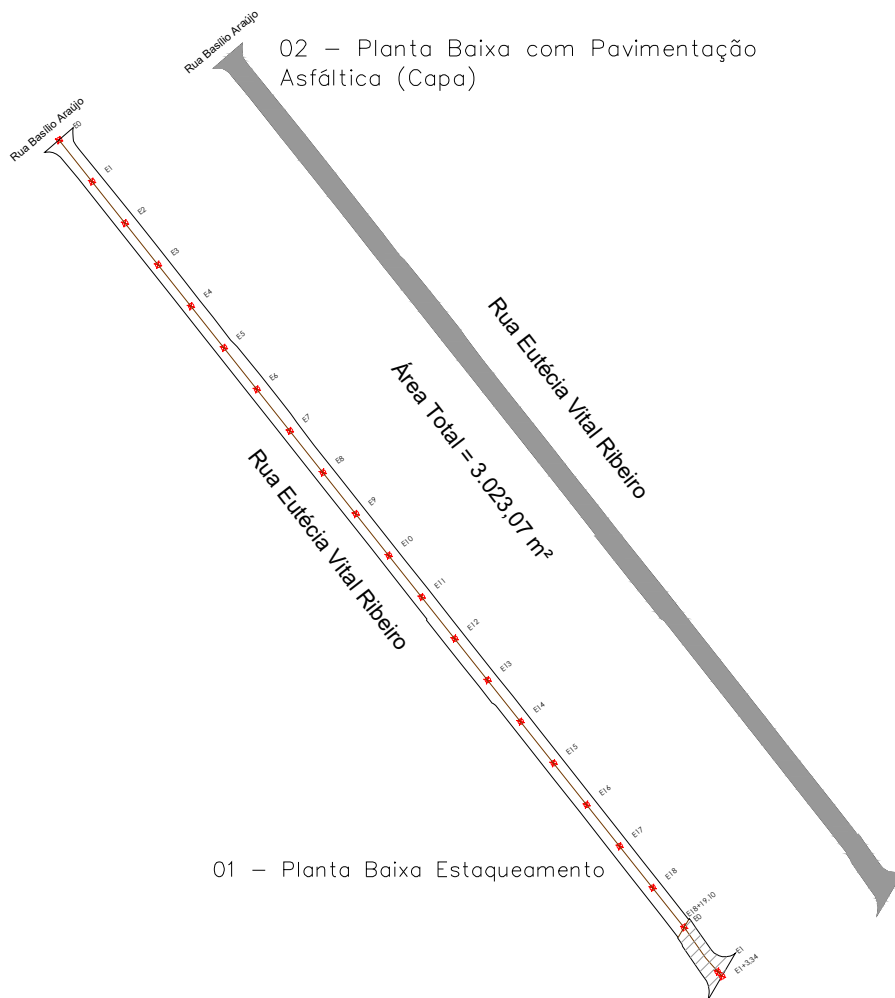 Rua Basílio Araújo
02 – Planta Baixa com Pavimentação
Asfáltica (Capa)
Rua Basílio Araújo
E0
E1
E2
E3
E4
E5
E6
E7
E8
E9
E10
E11
E12
E13
E14
E15
E16
E17
E18
E18+19,10
E0
E1
E1+3,34
Rua Eutécia Vital Ribeiro
Área Total = 3.023,07 m²
Rua Eutécia Vital Ribeiro
01 – Planta Baixa Estaqueamento